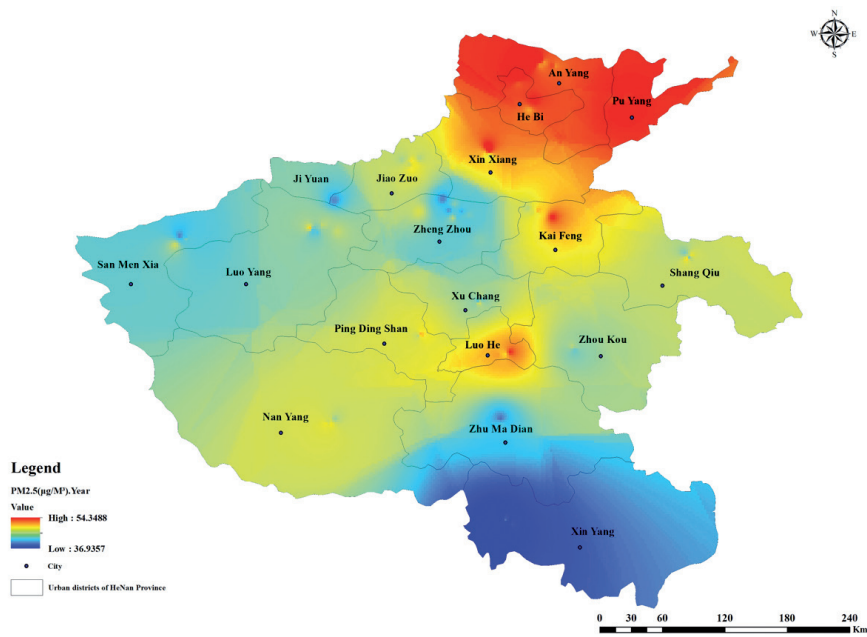 N
W E
S
An Yang
Pu Yang
He Bi
Xin Xiang
Ji Yuan
Jiao Zuo
Zheng Zhou
Kai Feng
San Men Xia
Luo Yang
Shang Qiu
Xu Chang
Ping Ding Shan
Luo He
Zhou Kou
Nan Yang
Zhu Ma Dian
Xin Yang
Legend
PM2.5(μg/M³).Year
Value
High : 54.3488
Low : 36.9357
City
Urban districts of HeNan Province
0 30 60 120 180 240
Km